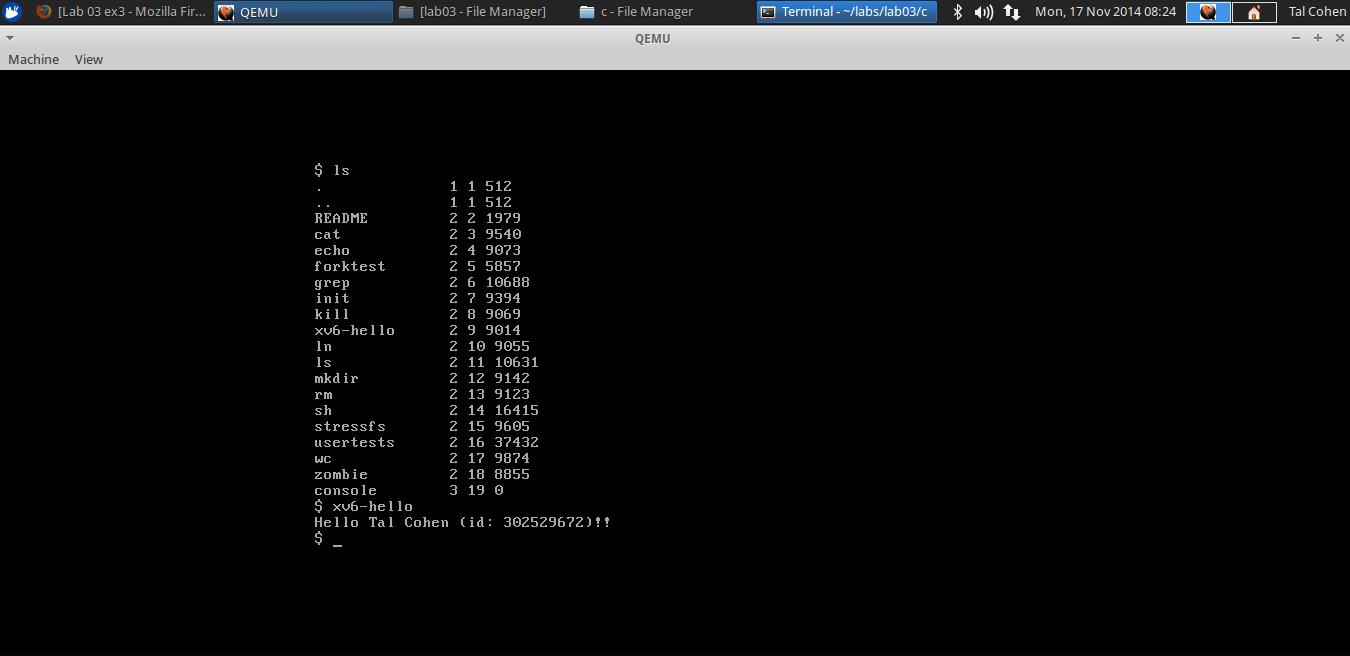 [Lab 03 ex3 - Mozilla Fir... QEMU [lab03 - File Manager] c - File Manager Terminal - ~/labs/lab03/c Mon, 17 Nov 2014 08:24 Tal Cohen
QEMU
Machine View
$ ls
. 1 1 512
.. 1 1 512
README 2 2 1979
cat 2 3 9540
echo 2 4 9073
forktest 2 5 5857
grep 2 6 10688
init 2 7 9394
kill 2 8 9069
xv6-hello 2 9 9014
ln 2 10 9055
ls 2 11 10631
mkdir 2 12 9142
rm 2 13 9123
sh 2 14 16415
stressfs 2 15 9605
usertests 2 16 37432
wc 2 17 9874
zombie 2 18 8855
console 3 19 0
$ xv6-hello
Hello Tal Cohen (id: 302529672)!!
$ _